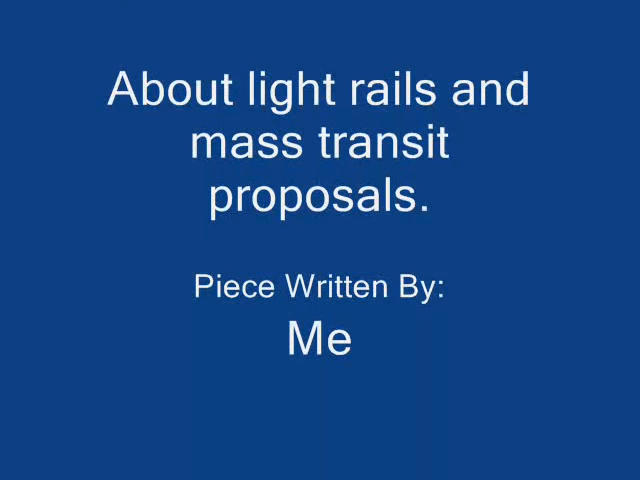 About light rails and
mass transit
proposals.
Piece Written By:
Me